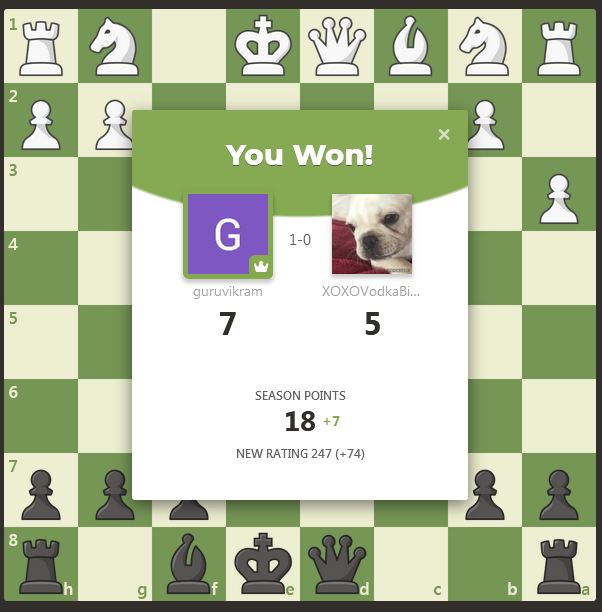 1
2
You Won!
×
3
G
1-0
4
guruvikram
XOXOVodkaBi...
7
5
5
SEASON POINTS
6
18 +7
NEW RATING 247 (+74)
7
8
h
g
f
e
d
c
b
a